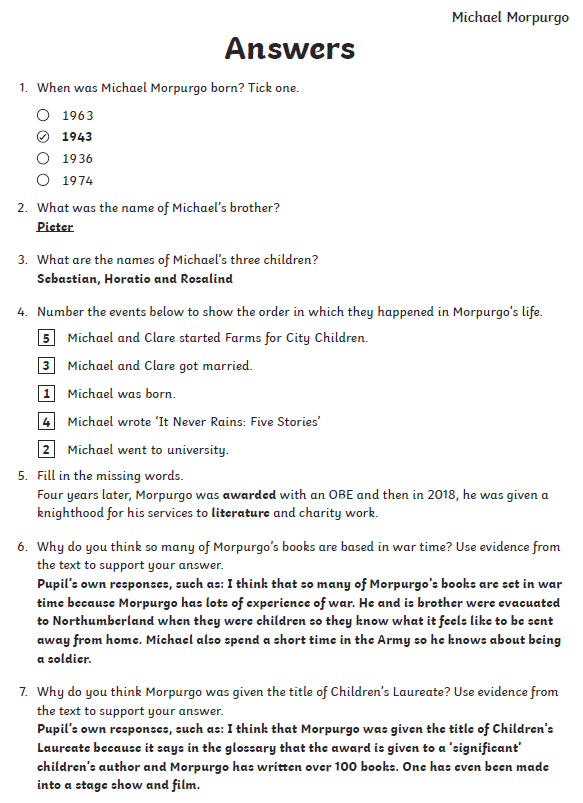 Michael Morpurgo
Answers
1. When was Michael Morpurgo born? Tick one.
1963
1943
1936
1974
2. What was the name of Michael's brother?
Pieter
3. What are the names of Michael's three children?
Sebastian, Horatio and Rosalind
4. Number the events below to show the order in which they happened in Morpurgo's life.
5 Michael and Clare started Farms for City Children.
3 Michael and Clare got married.
1 Michael was born.
4 Michael wrote 'It Never Rains: Five Stories'
2 Michael went to university.
5. Fill in the missing words.
Four years later, Morpurgo was awarded with an OBE and then in 2018, he was given a
knighthood for his services to literature and charity work.
6. Why do you think so many of Morpurgo's books are based in war time? Use evidence from
the text to support your answer.
Pupil's own responses, such as: I think that so many of Morpurgo's books are set in war
time because Morpurgo has lots of experience of war. He and is brother were evacuated
to Northumberland when they were children so they know what it feels like to be sent
away from home. Michael also spend a short time in the Army so he knows about being
a soldier.
7. Why do you think Morpurgo was given the title of Children's Laureate? Use evidence from
the text to support your answer.
Pupil's own responses, such as: I think that Morpurgo was given the title of Children's
Laureate because it says in the glossary that the award is given to a 'significant'
children's author and Morpurgo has written over 100 books. One has even been made
into a stage show and film.